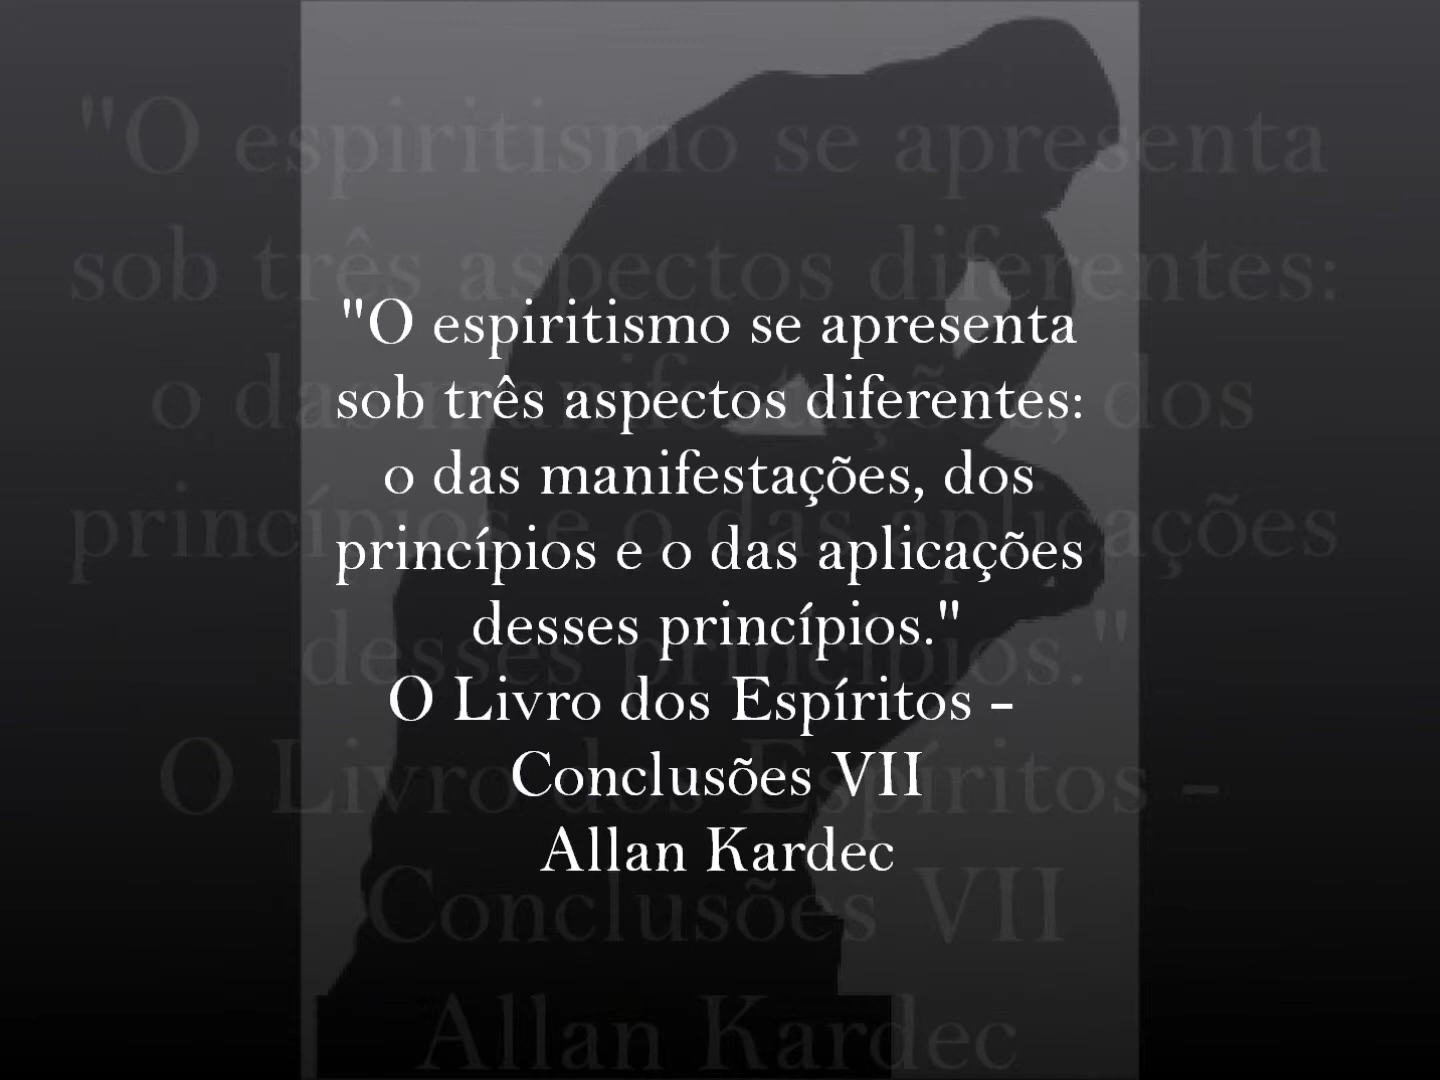 "O espiritismo se apresenta
sob três aspectos diferentes:
o das manifestações, dos
princípios e o das aplicações
desses princípios."
O Livro dos Espíritos -
Conclusões VII
Allan Kardec